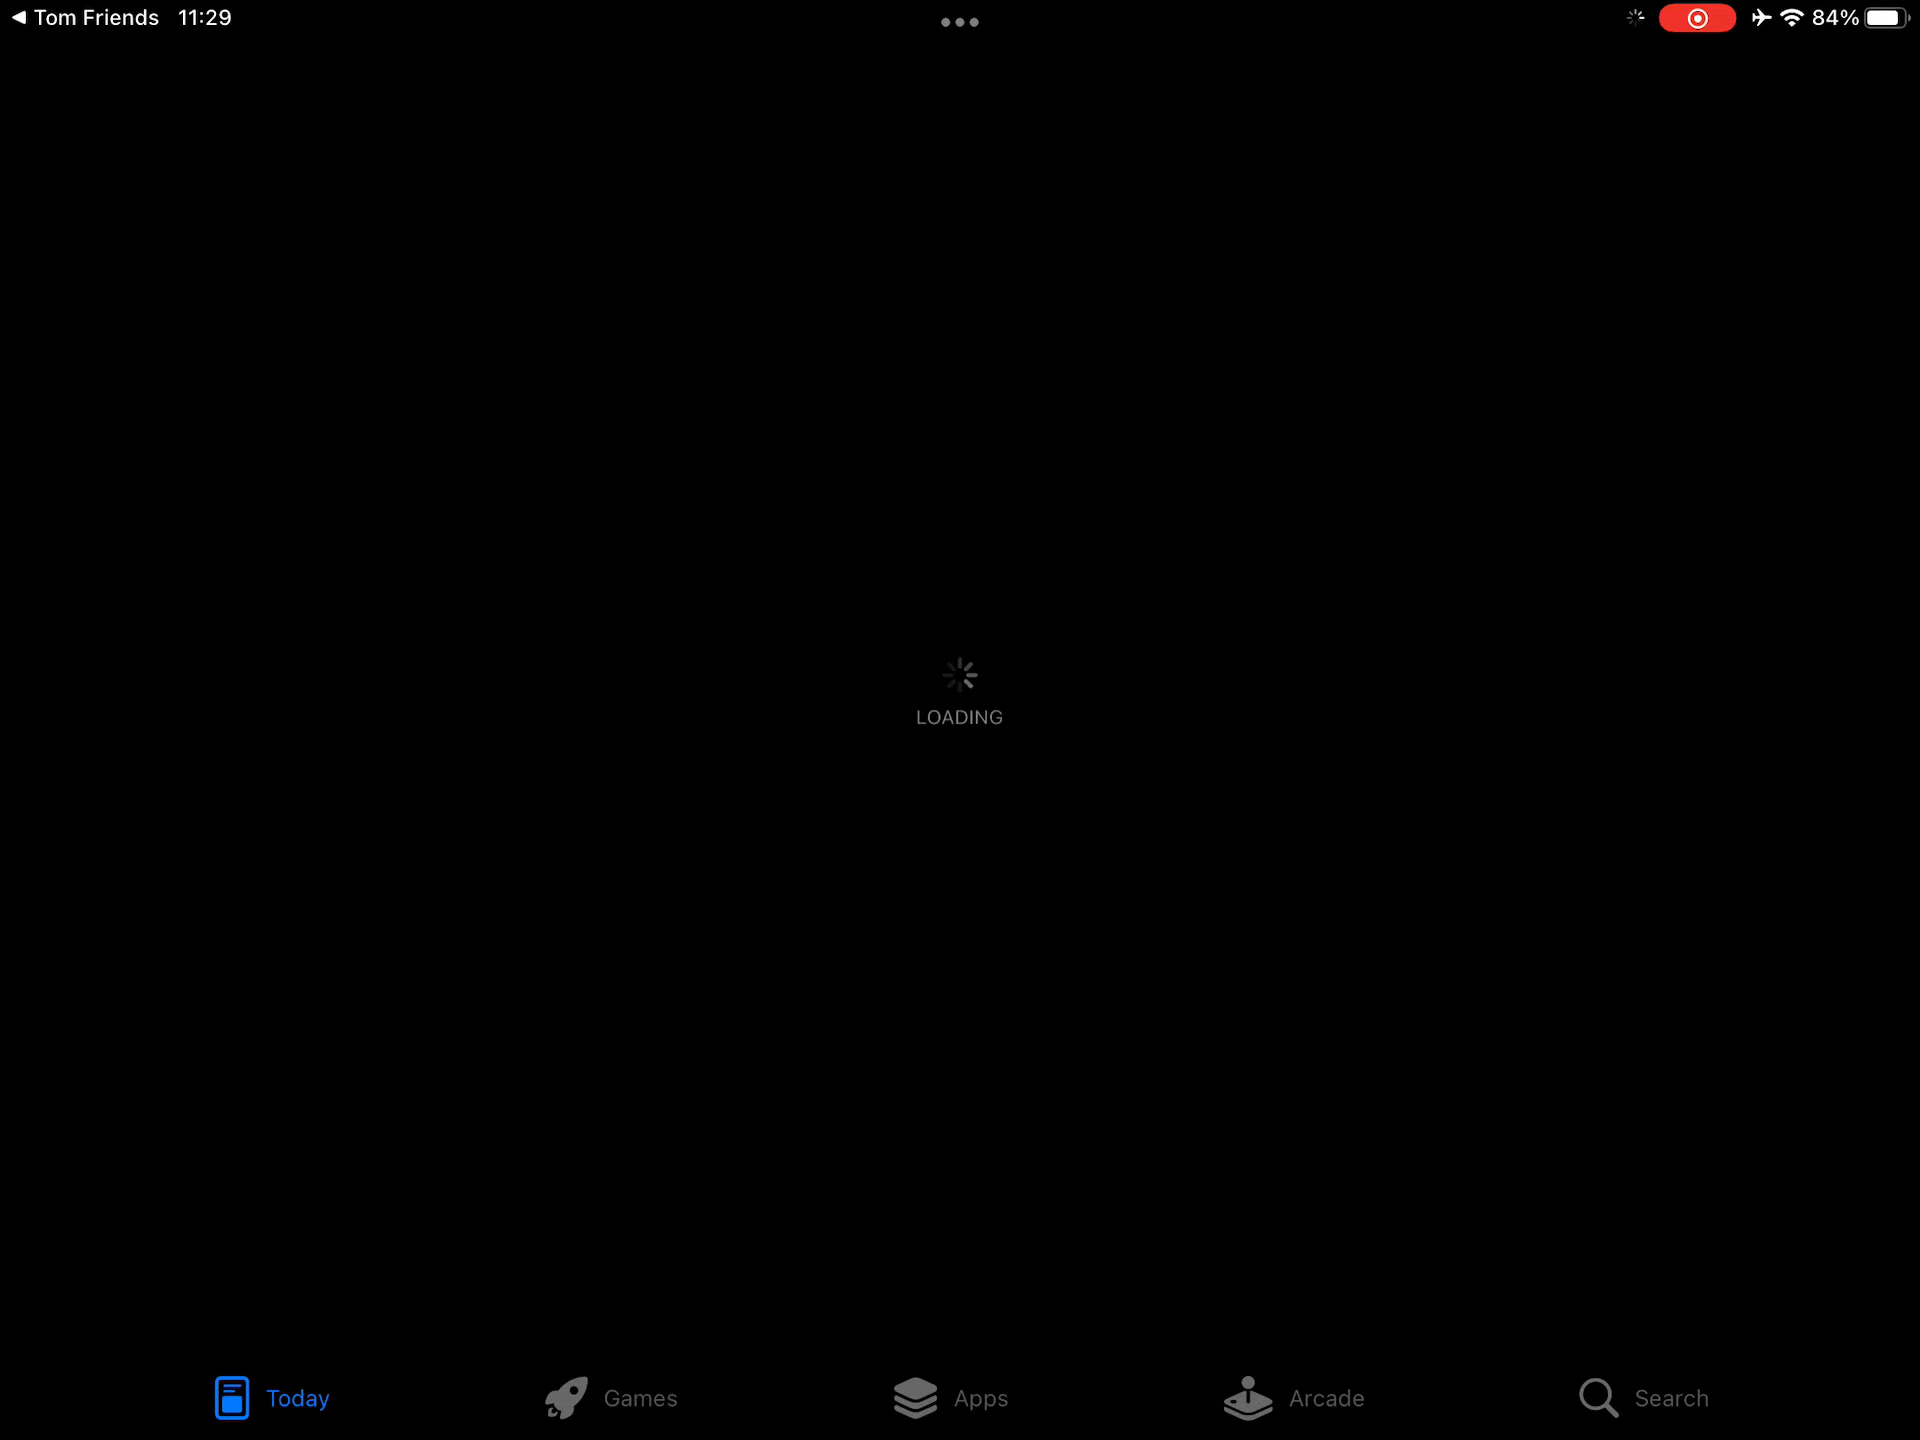 Tom Friends 11:29
84%
LOADING
Today
Games
Apps
Arcade
Search